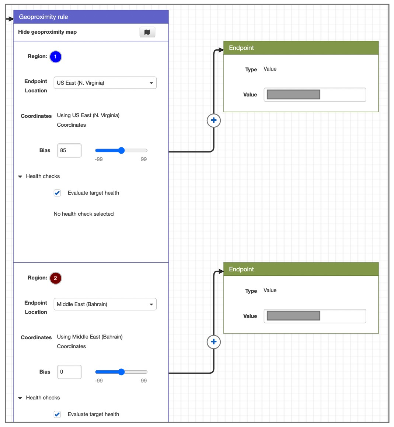 Geoproximity rule
Hide geoproximity map
Region: 1
Endpoint Location
US East (N. Virginia)
Coordinates
Using US East (N. Virginia)
Coordinates
Bias
85
-99
99
Health checks
Evaluate target health
No health check selected
Endpoint
Type
Value
Value
Region: 2
Endpoint Location
Middle East (Bahrain)
Coordinates
Using Middle East (Bahrain)
Coordinates
Bias
0
-99
99
Health checks
Evaluate target health
Endpoint
Type
Value
Value